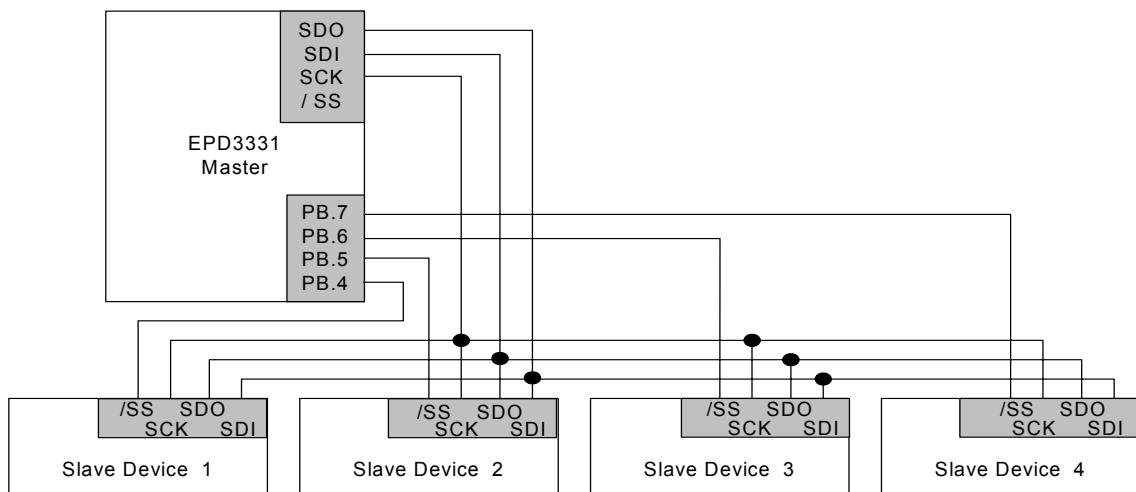 SDO
SDI
SCK
/ SS
EPD3331
Master
PB.7
PB.6
PB.5
PB.4
/SS SDO
SCK SDI
Slave Device 1
/SS SDO
SCK SDI
Slave Device 2
/SS SDO
SCK SDI
Slave Device 3
/SS SDO
SCK SDI
Slave Device 4